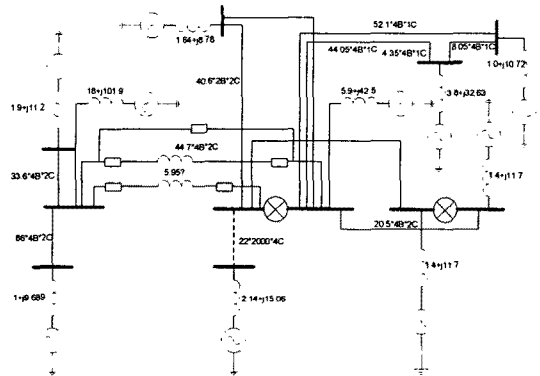 52.1*4B*1C
1.64+j8.78
44.05*4B*1C
4.35*4B*1C
8.05*4B*1C
1.0+j10.72
40.6*2B*2C
18+j101.9
5.9+j42.5
3.8+j32.63
1.9+j11.2
44.7*4B*2C
5.95?
33.6*4B*2C
1.4+j11.7
20.5*4B*2C
66*4B*2C
22*2000*4C
1.4+j11.7
1+j9.689
2.14+j15.06